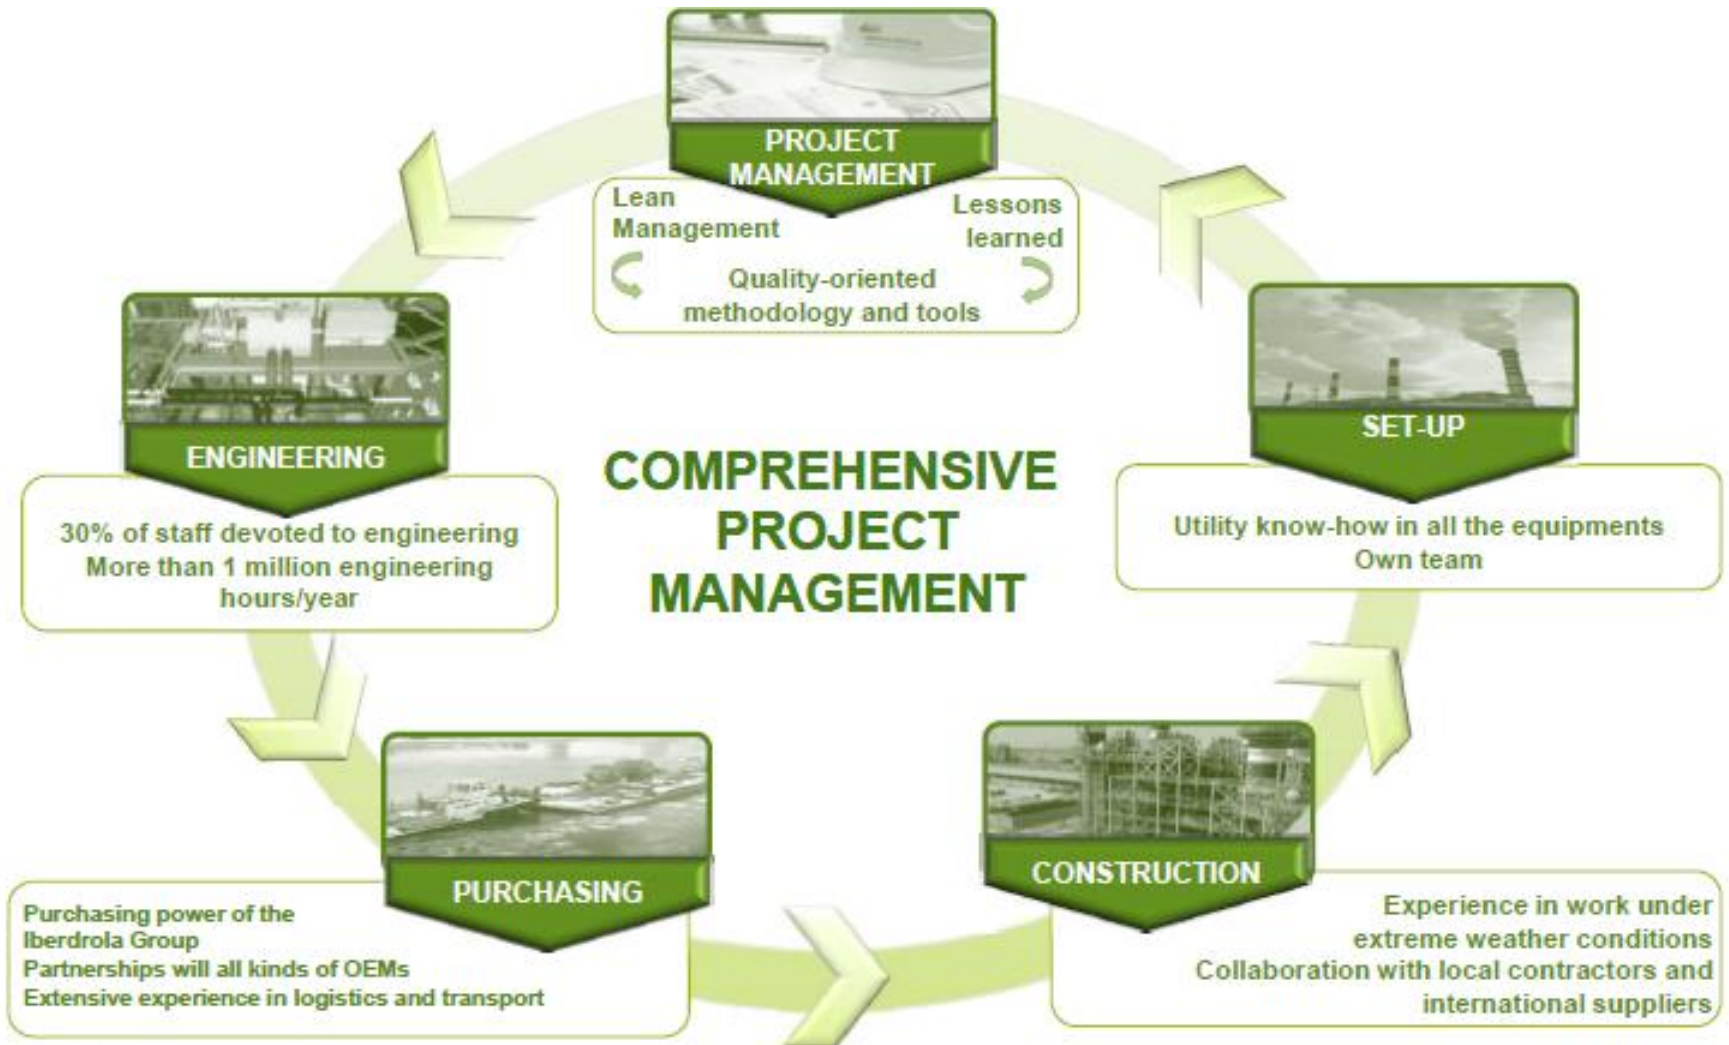 PROJECT
MANAGEMENT
Lean
Management
Lessons
learned
Quality-oriented
methodology and tools
ENGINEERING
30% of staff devoted to engineering
More than 1 million engineering
hours/year
COMPREHENSIVE
PROJECT
MANAGEMENT
SET-UP
Utility know-how in all the equipments
Own team
PURCHASING
Purchasing power of the
Iberdrola Group
Partnerships will all kinds of OEMs
Extensive experience in logistics and transport
CONSTRUCTION
Experience in work under
extreme weather conditions
Collaboration with local contractors and
international suppliers